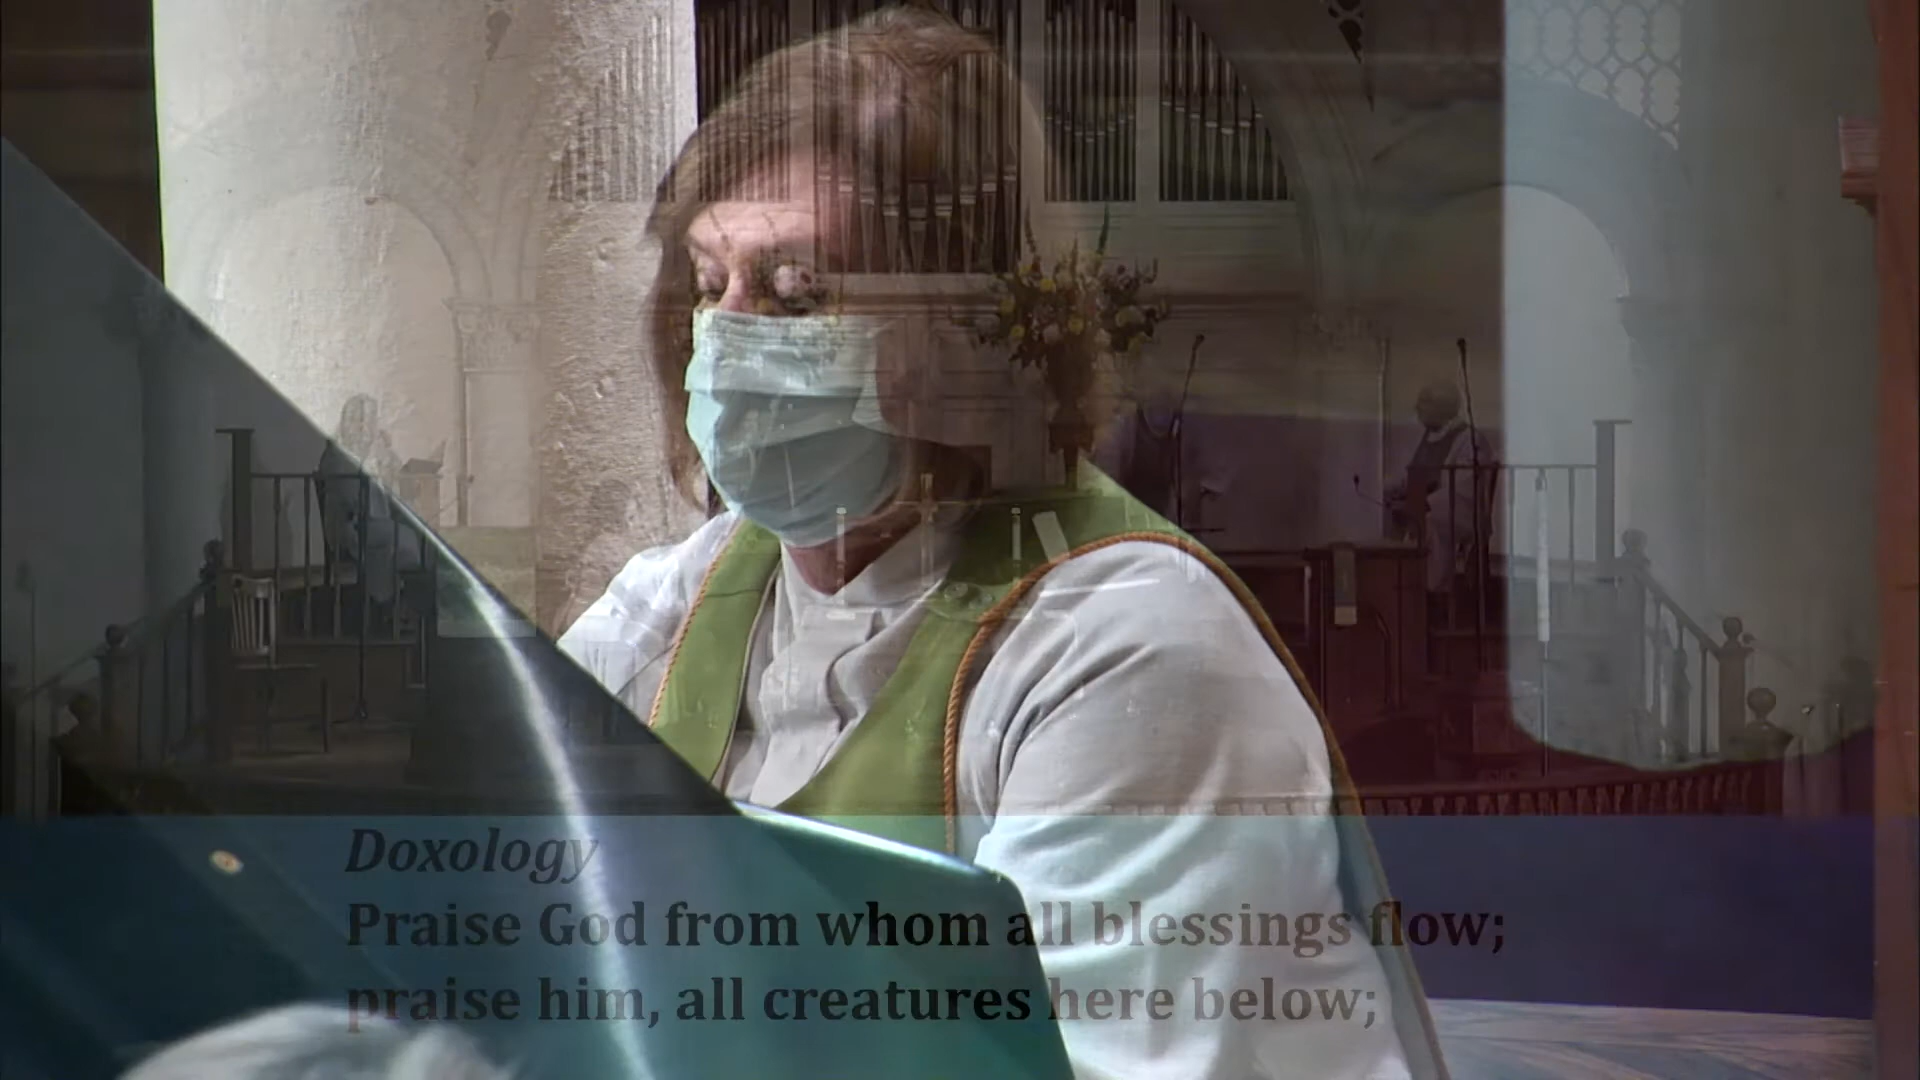 Doxology
Praise God from whom all blessings flow;
praise him, all creatures here below;